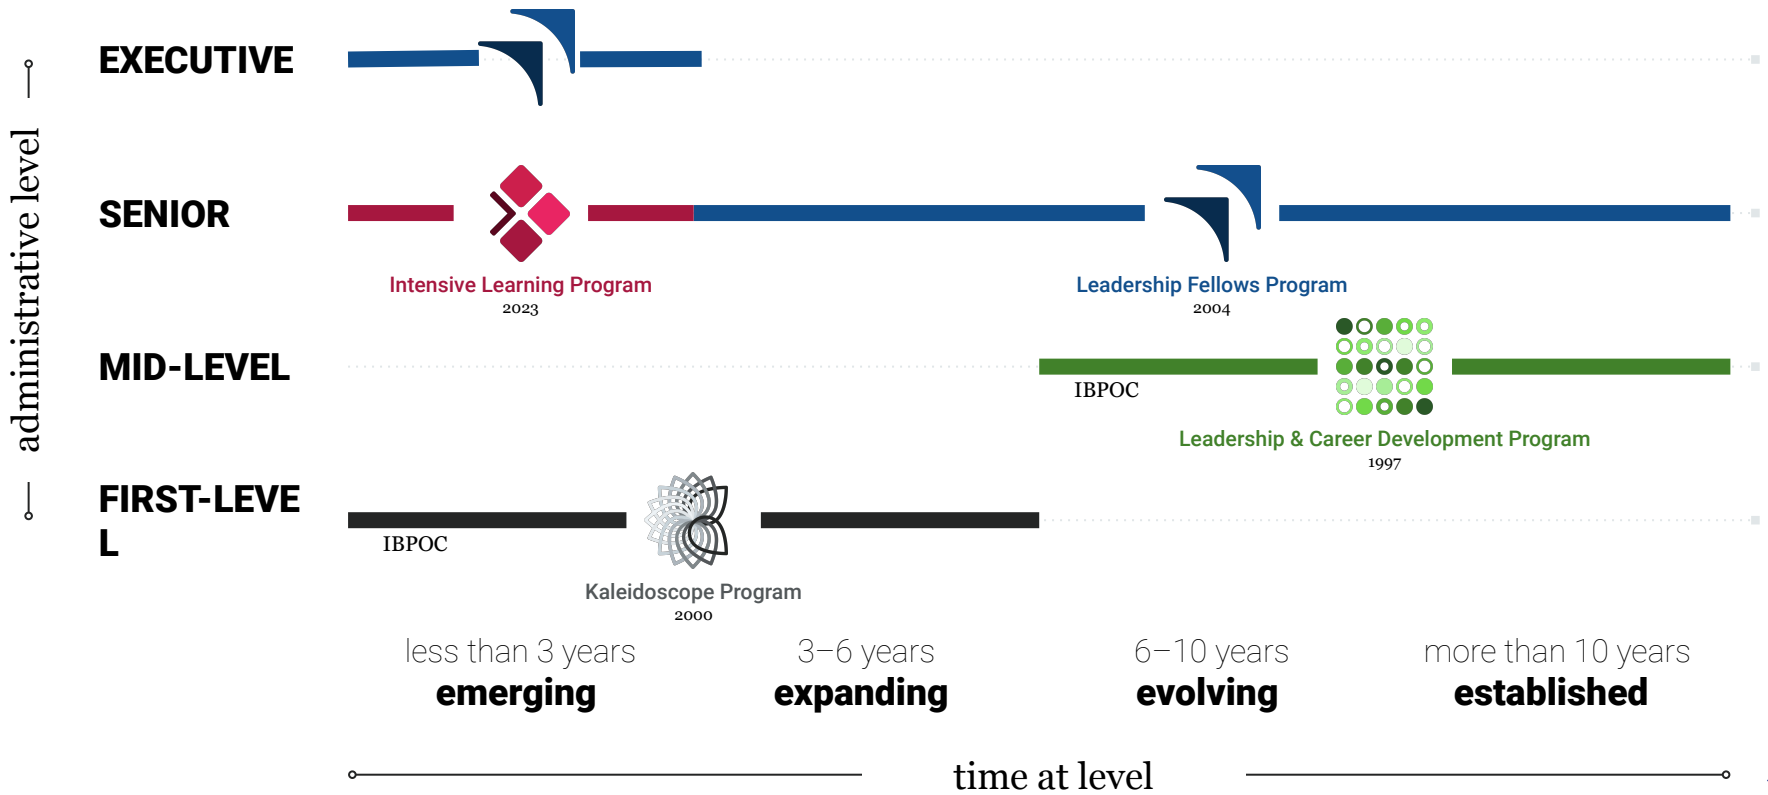 administrative level
EXECUTIVE
SENIOR
Intensive Learning Program
2023
Leadership Fellows Program
2004
MID-LEVEL
IBPOC
Leadership & Career Development Program
1997
FIRST-LEVE
L
IBPOC
Kaleidoscope Program
2000
less than 3 years
emerging
3–6 years
expanding
6–10 years
evolving
more than 10 years
established
time at level